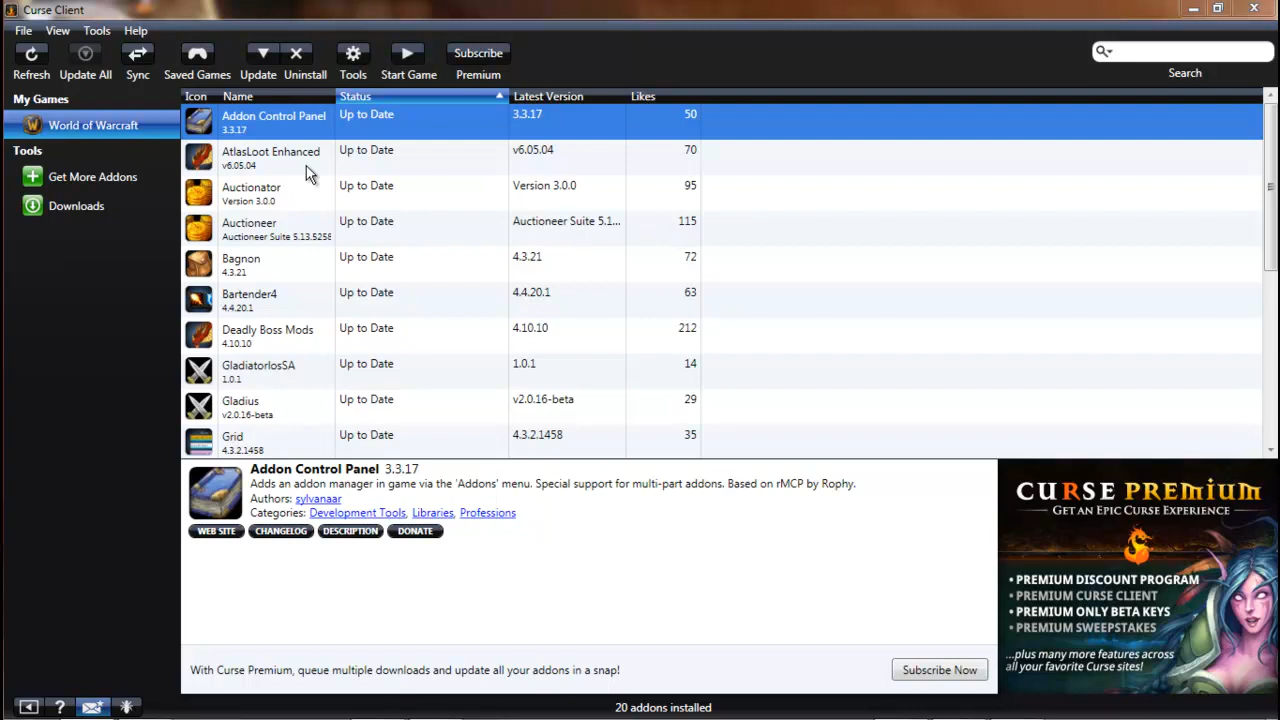 Curse Client
File View Tools Help
Refresh Update All Sync Saved Games Update Uninstall Tools Start Game Subscribe Premium Search
My Games
World of Warcraft
Tools
Get More Addons
Downloads
Icon Name Status Latest Version Likes
Addon Control Panel Up to Date 3.3.17 50
3.3.17
AtlasLoot Enhanced Up to Date v6.05.04 70
v6.05.04
Auctionator Up to Date Version 3.0.0 95
Version 3.0.0
Auctioneer Up to Date Auctioneer Suite 5.1... 115
Auctioneer Suite 5.13.5258
Bagnon Up to Date 4.3.21 72
4.3.21
Bartender4 Up to Date 4.4.20.1 63
4.4.20.1
Deadly Boss Mods Up to Date 4.10.10 212
4.10.10
GladiatorlosSA Up to Date 1.0.1 14
1.0.1
Gladius Up to Date v2.0.16-beta 29
v2.0.16-beta
Grid Up to Date 4.3.2.1458 35
4.3.2.1458
Addon Control Panel 3.3.17
Adds an addon manager in game via the 'Addons' menu. Special support for multi-part addons. Based on rMCP by Rophy.
Authors: sylvanaar
Categories: Development Tools, Libraries, Professions
WEB SITE CHANGELOG DESCRIPTION DONATE
With Curse Premium, queue multiple downloads and update all your addons in a snap!
Subscribe Now
CURSE PREMIUM
GET AN EPIC CURSE EXPERIENCE
• PREMIUM DISCOUNT PROGRAM
• PREMIUM CURSE CLIENT
• PREMIUM ONLY BETA KEYS
• PREMIUM SWEEPSTAKES
...plus many more features across
all your favorite Curse sites!
20 addons installed